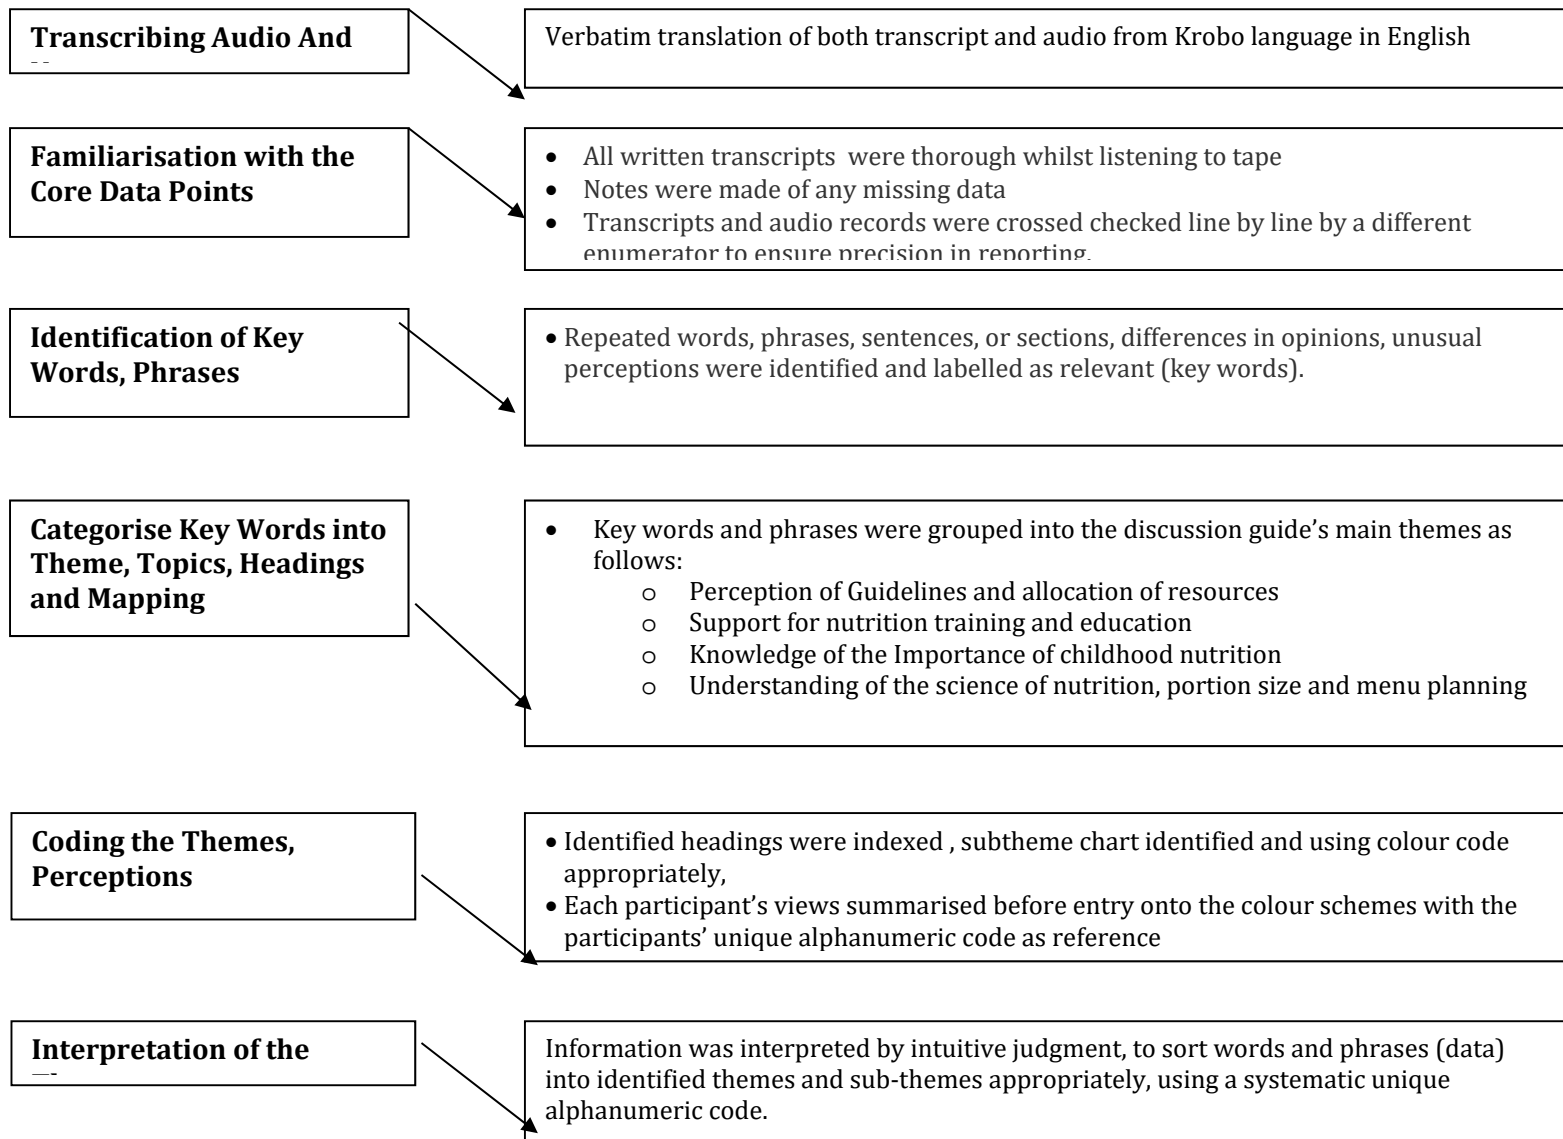 Transcribing Audio And
Verbatim translation of both transcript and audio from Krobo language in English
Familiarisation with the
Core Data Points
• All written transcripts  were thorough whilst listening to tape
• Notes were made of any missing data
• Transcripts and audio records were crossed checked line by line by a different
enumerator to ensure precision in reporting.
Identification of Key
Words, Phrases
• Repeated words, phrases, sentences, or sections, differences in opinions, unusual
perceptions were identified and labelled as relevant (key words).
Categorise Key Words into
Theme, Topics, Headings
and Mapping
• Key words and phrases were grouped into the discussion guide’s main themes as
follows:
o Perception of Guidelines and allocation of resources
o Support for nutrition training and education
o Knowledge of the Importance of childhood nutrition
o Understanding of the science of nutrition, portion size and menu planning
Coding the Themes,
Perceptions
• Identified headings were indexed , subtheme chart identified and using colour code
appropriately,
• Each participant’s views summarised before entry onto the colour schemes with the
participants’ unique alphanumeric code as reference
Interpretation of the
Information was interpreted by intuitive judgment, to sort words and phrases (data)
into identified themes and sub-themes appropriately, using a systematic unique
alphanumeric code.